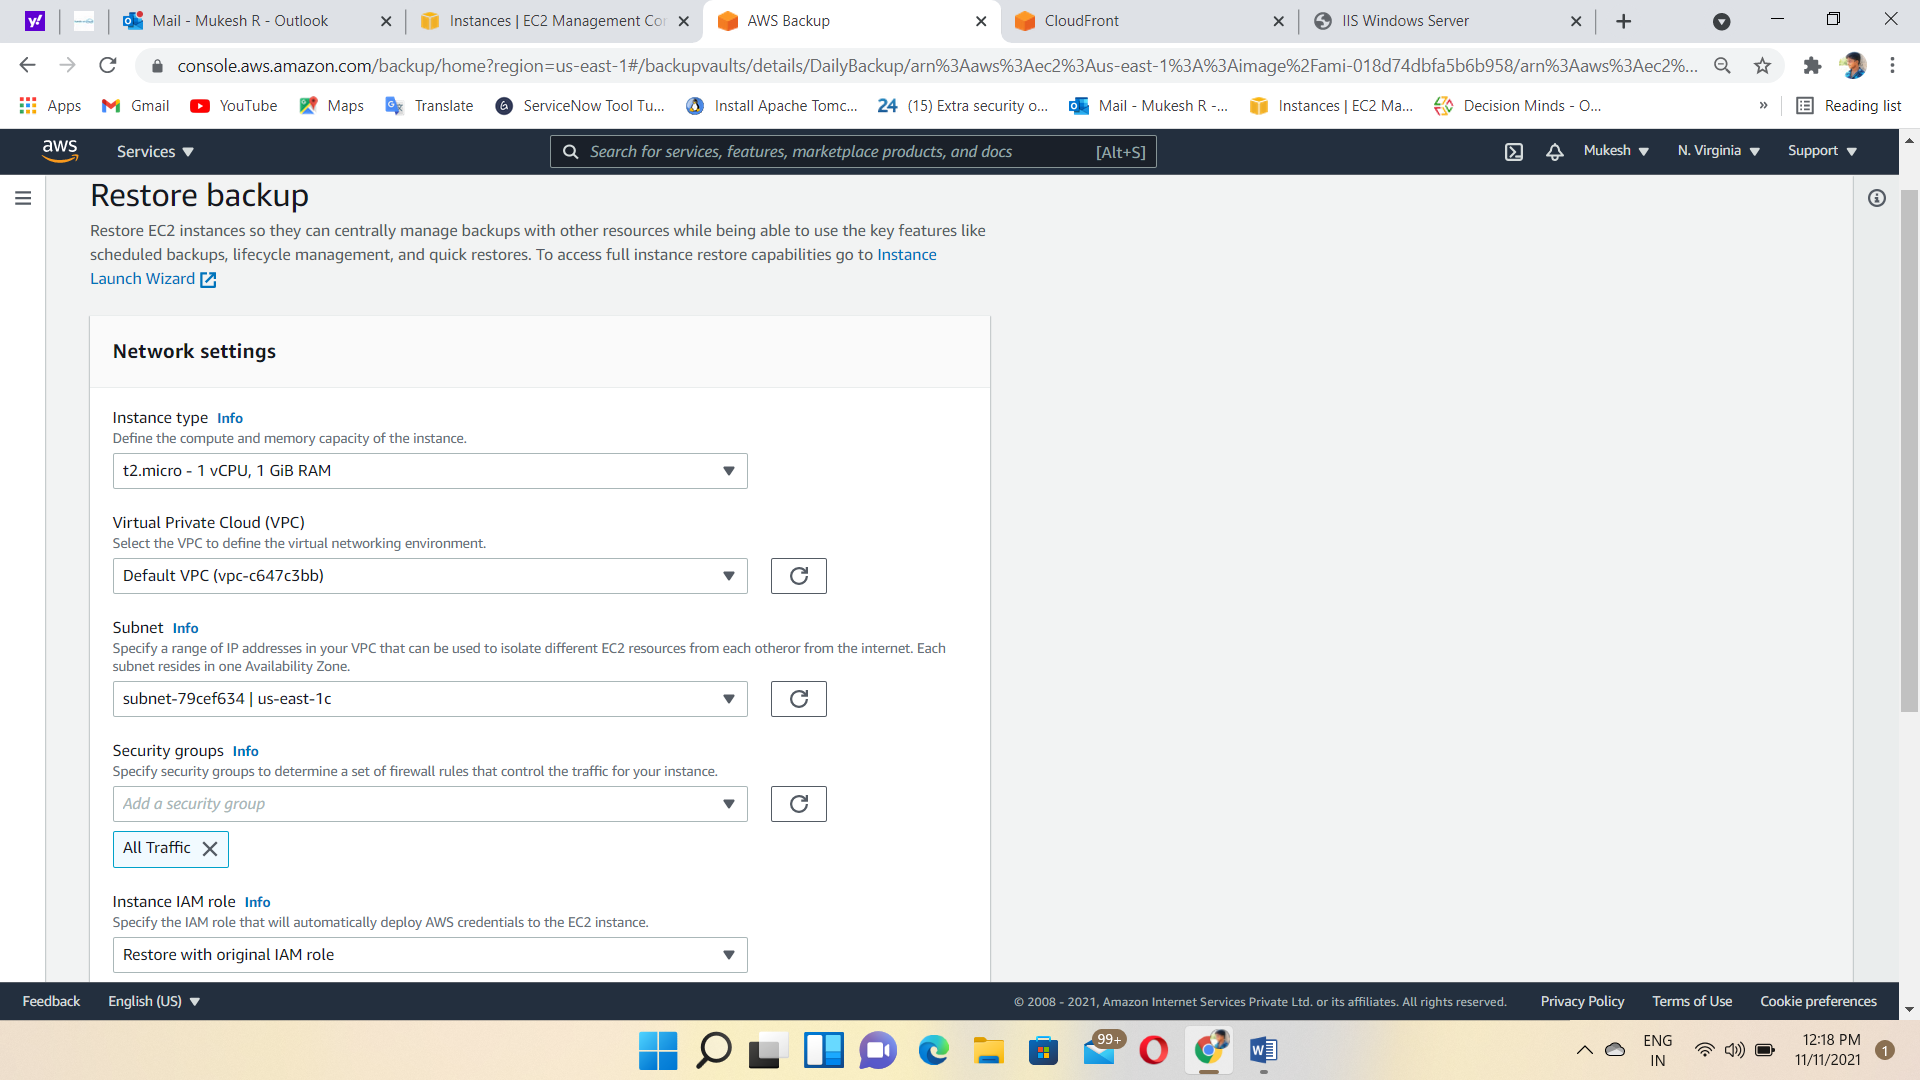 Mail - Mukesh R - Outlook
Instances | EC2 Management Cor
AWS Backup
CloudFront
IIS Windows Server
console.aws.amazon.com/backup/home?region=us-east-1#/backupvaults/details/DailyBackup/arn%3Aaws%3Aec2%3Aus-east-1%3A%3Aimage%2Fami-018d74dbfa5b6b958/arn%3Aaws%3Aec2%...
Apps
Gmail
YouTube
Maps
Translate
ServiceNow Tool Tu...
Install Apache Tomc...
24
(15) Extra security o...
Mail - Mukesh R -...
Instances | EC2 Ma...
Decision Minds - O...
»
Reading list
aws
Services
Search for services, features, marketplace products, and docs
[Alt+S]
Mukesh
N. Virginia
Support
Restore backup
Restore EC2 instances so they can centrally manage backups with other resources while being able to use the key features like
scheduled backups, lifecycle management, and quick restores. To access full instance restore capabilities go to Instance
Launch Wizard
Network settings
Instance type Info
Define the compute and memory capacity of the instance.
t2.micro - 1 vCPU, 1 GiB RAM
Virtual Private Cloud (VPC)
Select the VPC to define the virtual networking environment.
Default VPC (vpc-c647c3bb)
Subnet Info
Specify a range of IP addresses in your VPC that can be used to isolate different EC2 resources from each otheror from the internet. Each
subnet resides in one Availability Zone.
subnet-79cef634 | us-east-1c
Security groups Info
Specify security groups to determine a set of firewall rules that control the traffic for your instance.
Add a security group
All Traffic
Instance IAM role Info
Specify the IAM role that will automatically deploy AWS credentials to the EC2 instance.
Restore with original IAM role
Feedback
English (US)
© 2008 - 2021, Amazon Internet Services Private Ltd. or its affiliates. All rights reserved.
Privacy Policy
Terms of Use
Cookie preferences
99+
ENG
IN
12:18 PM
11/11/2021
1